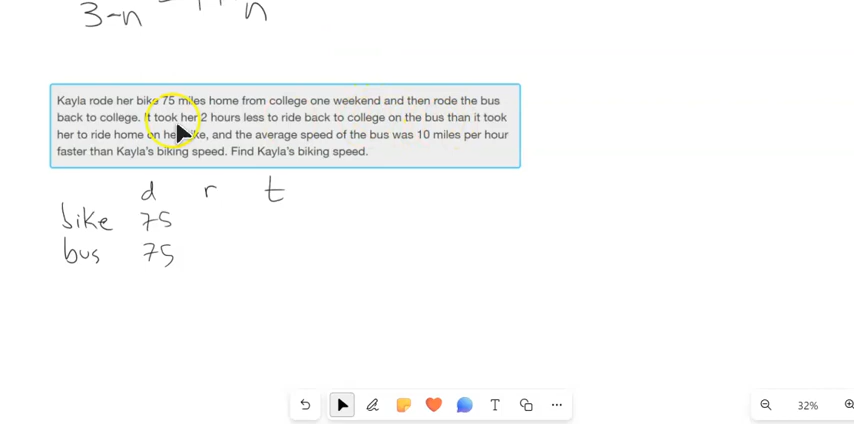 3-n n
Kayla rode her bike 75 miles home from college one weekend and then rode the bus
back to college. It took her 2 hours less to ride back to college on the bus than it took
her to ride home on her bike, and the average speed of the bus was 10 miles per hour
faster than Kayla's biking speed. Find Kayla's biking speed.
d r t
bike 75
bus 75
T 32%